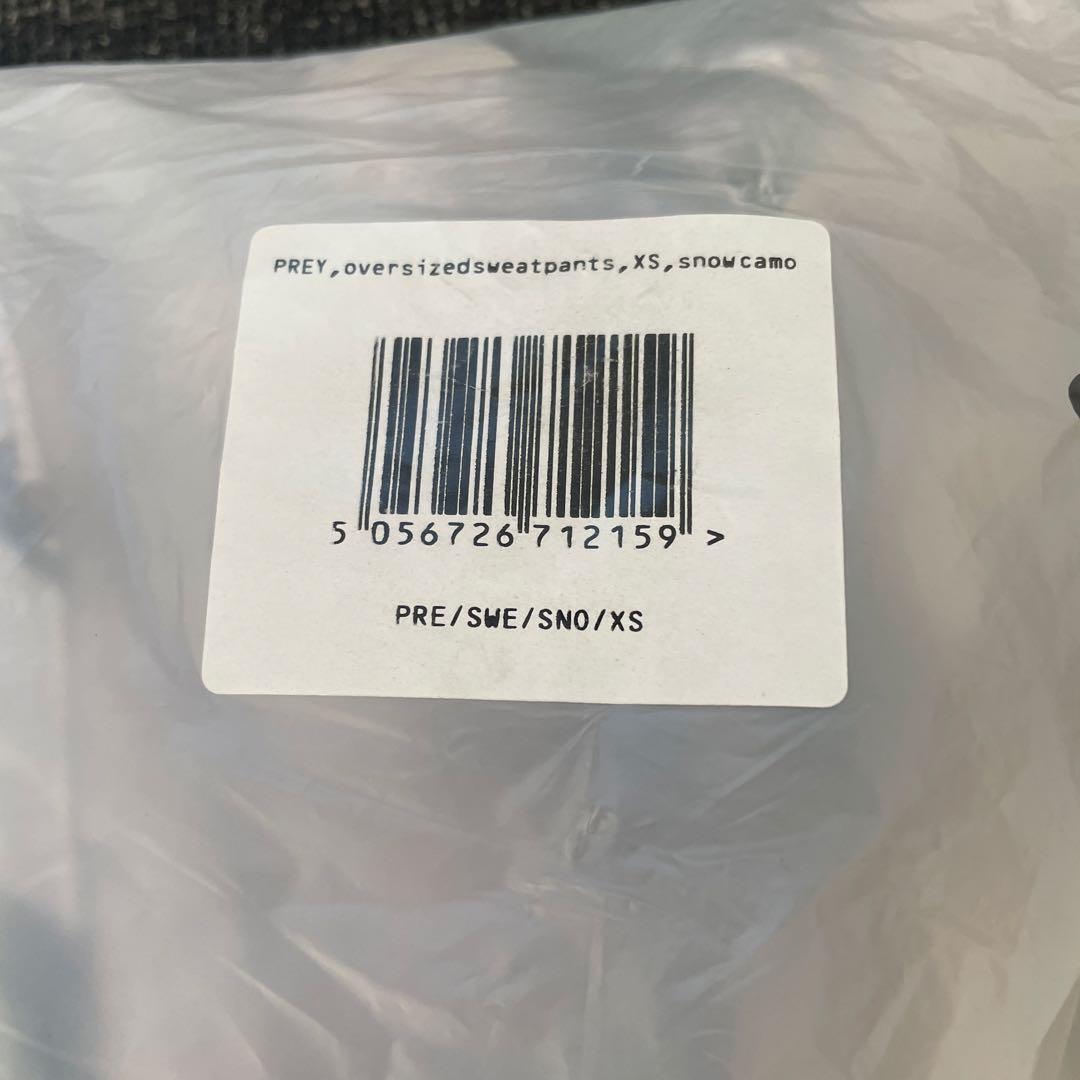 PREY,oversizedsweatpants,XS,snowcamo
5 056726 712159 >
PRE/SWE/SNO/XS